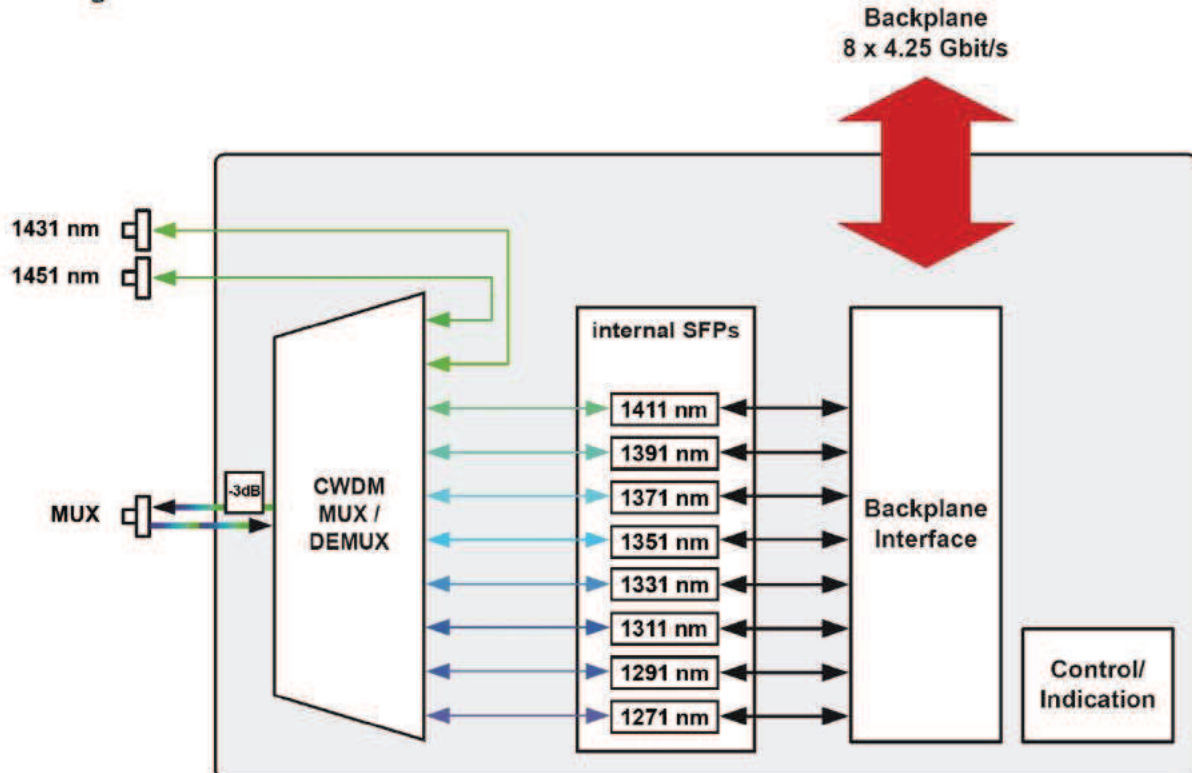 Backplane
8 x 4.25 Gbit/s
1431 nm
1451 nm
internal SFPs
1411 nm
1391 nm
1371 nm
1351 nm
1331 nm
1311 nm
1291 nm
1271 nm
-3dB
MUX
CWDM
MUX /
DEMUX
Backplane
Interface
Control/
Indication